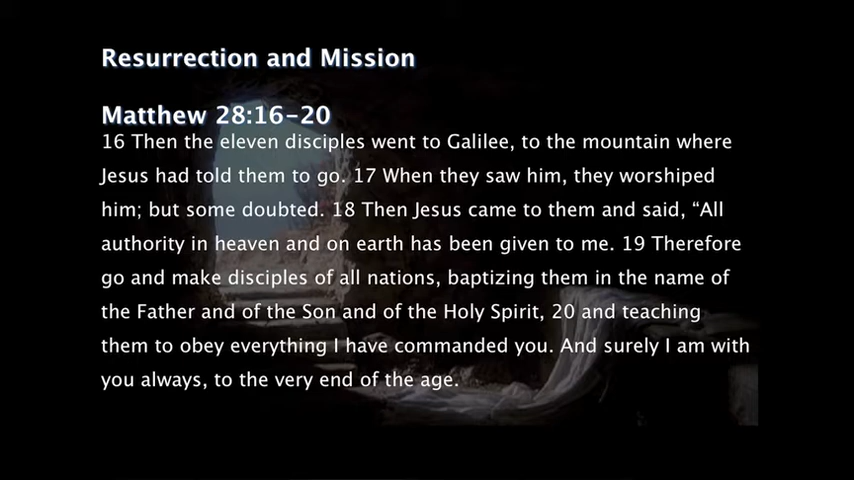 Resurrection and Mission
Matthew 28:16-20
16 Then the eleven disciples went to Galilee, to the mountain where
Jesus had told them to go. 17 When they saw him, they worshiped
him; but some doubted. 18 Then Jesus came to them and said, “All
authority in heaven and on earth has been given to me. 19 Therefore
go and make disciples of all nations, baptizing them in the name of
the Father and of the Son and of the Holy Spirit, 20 and teaching
them to obey everything I have commanded you. And surely I am with
you always, to the very end of the age.